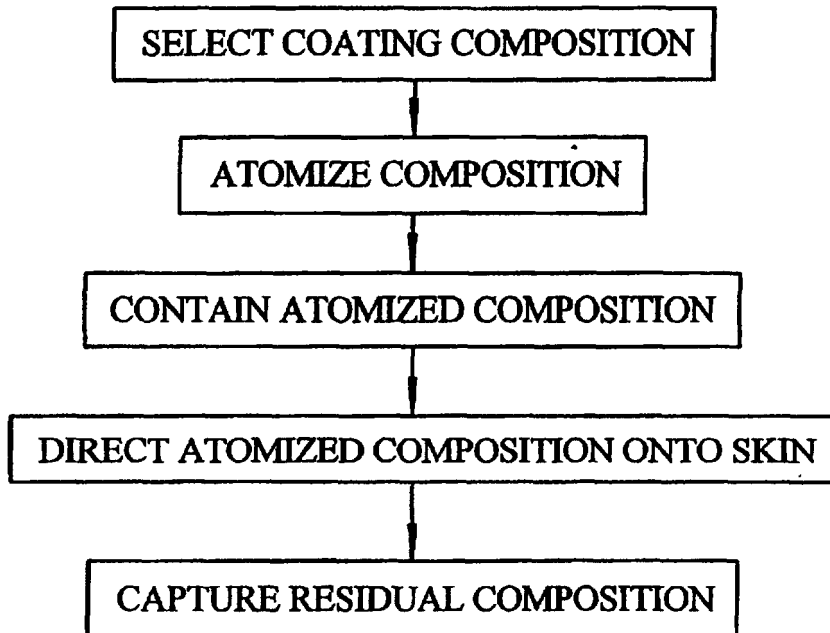 SELECT COATING COMPOSITION
ATOMIZE COMPOSITION
CONTAIN ATOMIZED COMPOSITION
DIRECT ATOMIZED COMPOSITION ONTO SKIN
CAPTURE RESIDUAL COMPOSITION